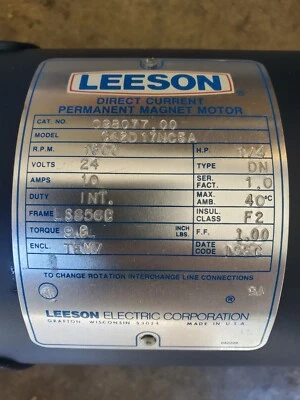 LEESON®
DIRECT CURRENT
PERMANENT MAGNET MOTOR
CAT. NO. 098077.00
MODEL
R.P.M. H.P. 1/4
VOLTS 24 TYPE DN
AMPS 10 SER. FACT. 1.0
DUTY INT. MAX. AMB. 40°C
FRAME SS56C INSUL. CLASS F2
TORQUE INCH LBS. F.F. 1.00
ENCL. DATE CODE
TO CHANGE ROTATION INTERCHANGE LINE CONNECTIONS
®
LEESON ELECTRIC CORPORATION
GRAFTON, WISCONSIN 53024 MADE IN U.S.A.